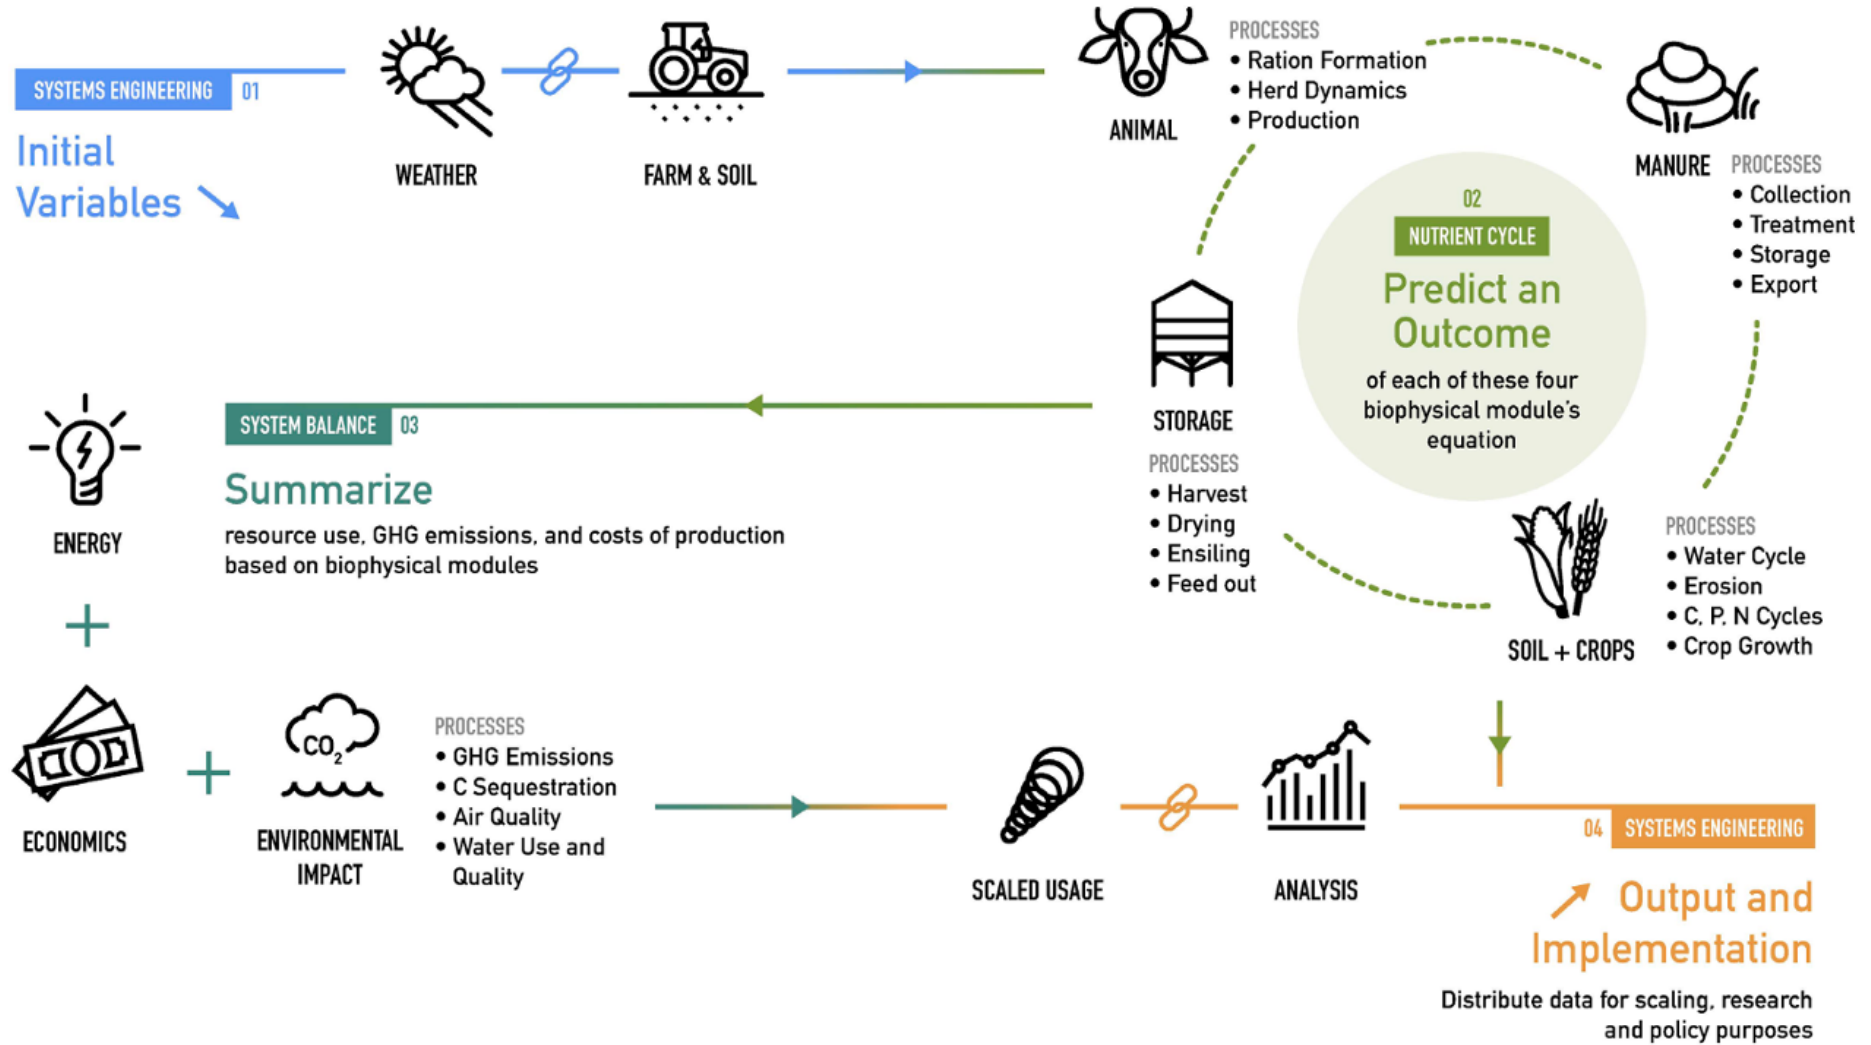 SYSTEMS ENGINEERING 01
Initial
Variables
WEATHER
FARM & SOIL
ANIMAL
PROCESSES
• Ration Formation
• Herd Dynamics
• Production
MANURE
PROCESSES
• Collection
• Treatment
• Storage
• Export
02
NUTRIENT CYCLE
Predict an
Outcome
of each of these four
biophysical module's
equation
STORAGE
PROCESSES
• Harvest
• Drying
• Ensiling
• Feed out
SOIL + CROPS
PROCESSES
• Water Cycle
• Erosion
• C, P, N Cycles
• Crop Growth
SYSTEM BALANCE 03
Summarize
resource use, GHG emissions, and costs of production
based on biophysical modules
ENERGY
+
ECONOMICS
+
CO2
ENVIRONMENTAL
IMPACT
PROCESSES
• GHG Emissions
• C Sequestration
• Air Quality
• Water Use and
Quality
SCALED USAGE
ANALYSIS
04 SYSTEMS ENGINEERING
Output and
Implementation
Distribute data for scaling, research
and policy purposes